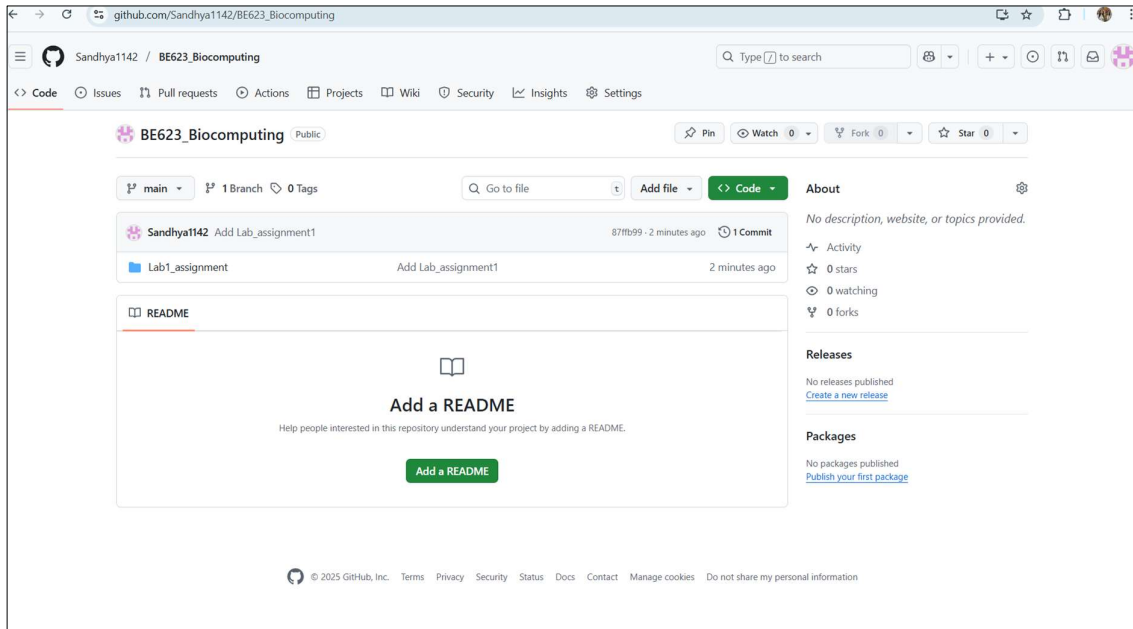 github.com/Sandhya1142/BE623_Biocomputing
Sandhya1142 / BE623_Biocomputing
Type / to search
Code Issues Pull requests Actions Projects Wiki Security Insights Settings
BE623_Biocomputing Public
Pin Watch 0 Fork 0 Star 0
main 1 Branch 0 Tags Go to file t Add file <> Code
Sandhya1142 Add Lab_assignment1 87ffb99 · 2 minutes ago 1 Commit
Lab1_assignment Add Lab_assignment1 2 minutes ago
README
Add a README
Help people interested in this repository understand your project by adding a README.
Add a README
About
No description, website, or topics provided.
Activity
0 stars
0 watching
0 forks
Releases
No releases published
Create a new release
Packages
No packages published
Publish your first package
© 2025 GitHub, Inc. Terms Privacy Security Status Docs Contact Manage cookies Do not share my personal information